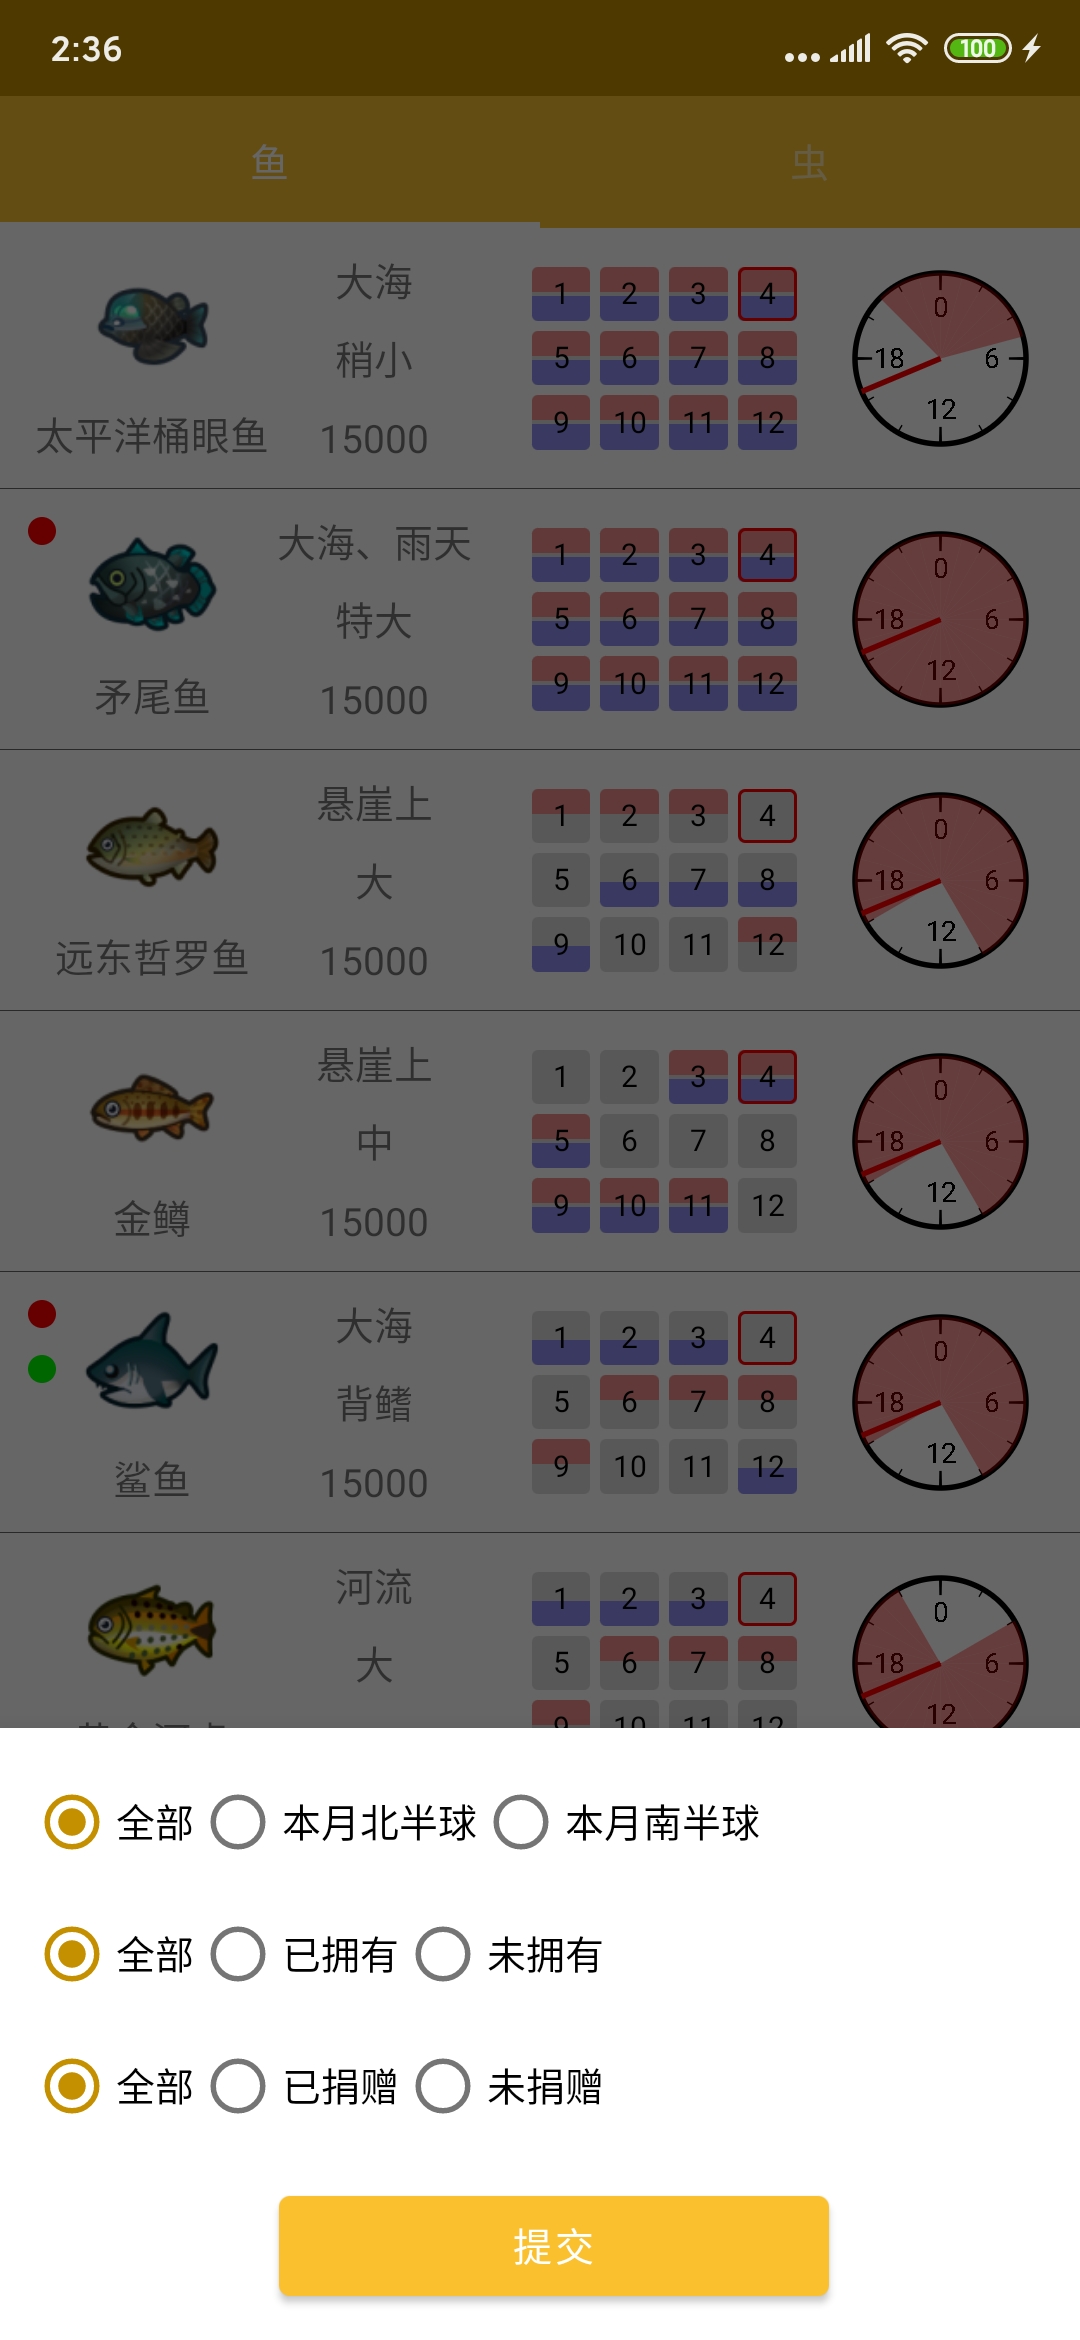 2:36
100
鱼 虫
大海
稍小
太平洋桶眼鱼 15000
1 2 3 4
5 6 7 8
9 10 11 12
0
18 6
12
大海、雨天
特大
矛尾鱼 15000
1 2 3 4
5 6 7 8
9 10 11 12
0
18 6
12
悬崖上
大
远东哲罗鱼 15000
1 2 3 4
5 6 7 8
9 10 11 12
0
18 6
12
悬崖上
中
金鳟 15000
1 2 3 4
5 6 7 8
9 10 11 12
0
18 6
12
大海
背鳍
鲨鱼 15000
1 2 3 4
5 6 7 8
9 10 11 12
0
18 6
12
河流
大
1 2 3 4
5 6 7 8
9 10 11 12
0
18 6
12
全部 本月北半球 本月南半球
全部 已拥有 未拥有
全部 已捐赠 未捐赠
提交